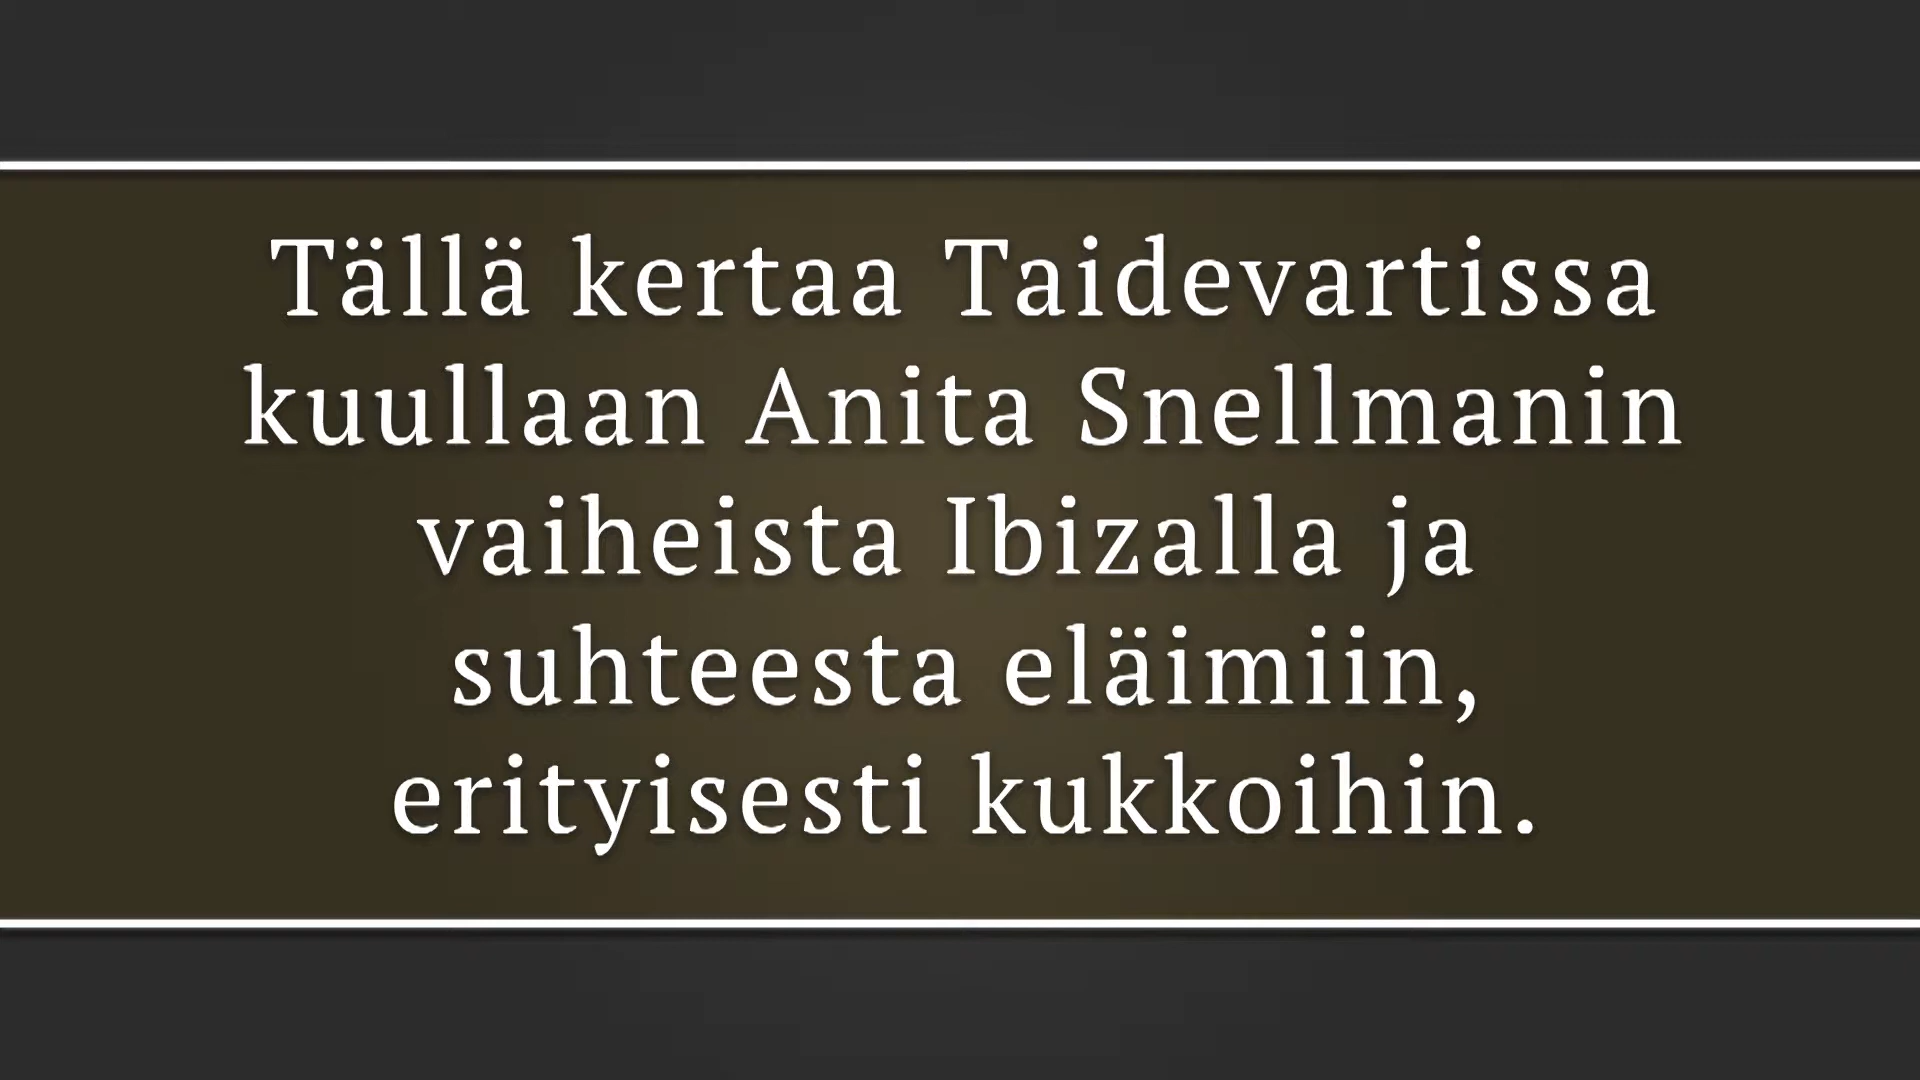 Tällä kertaa Taidevartissa
kuullaan Anita Snellmanin
vaiheista Ibizalla ja
suhteesta eläimiin,
erityisesti kukkoihin.